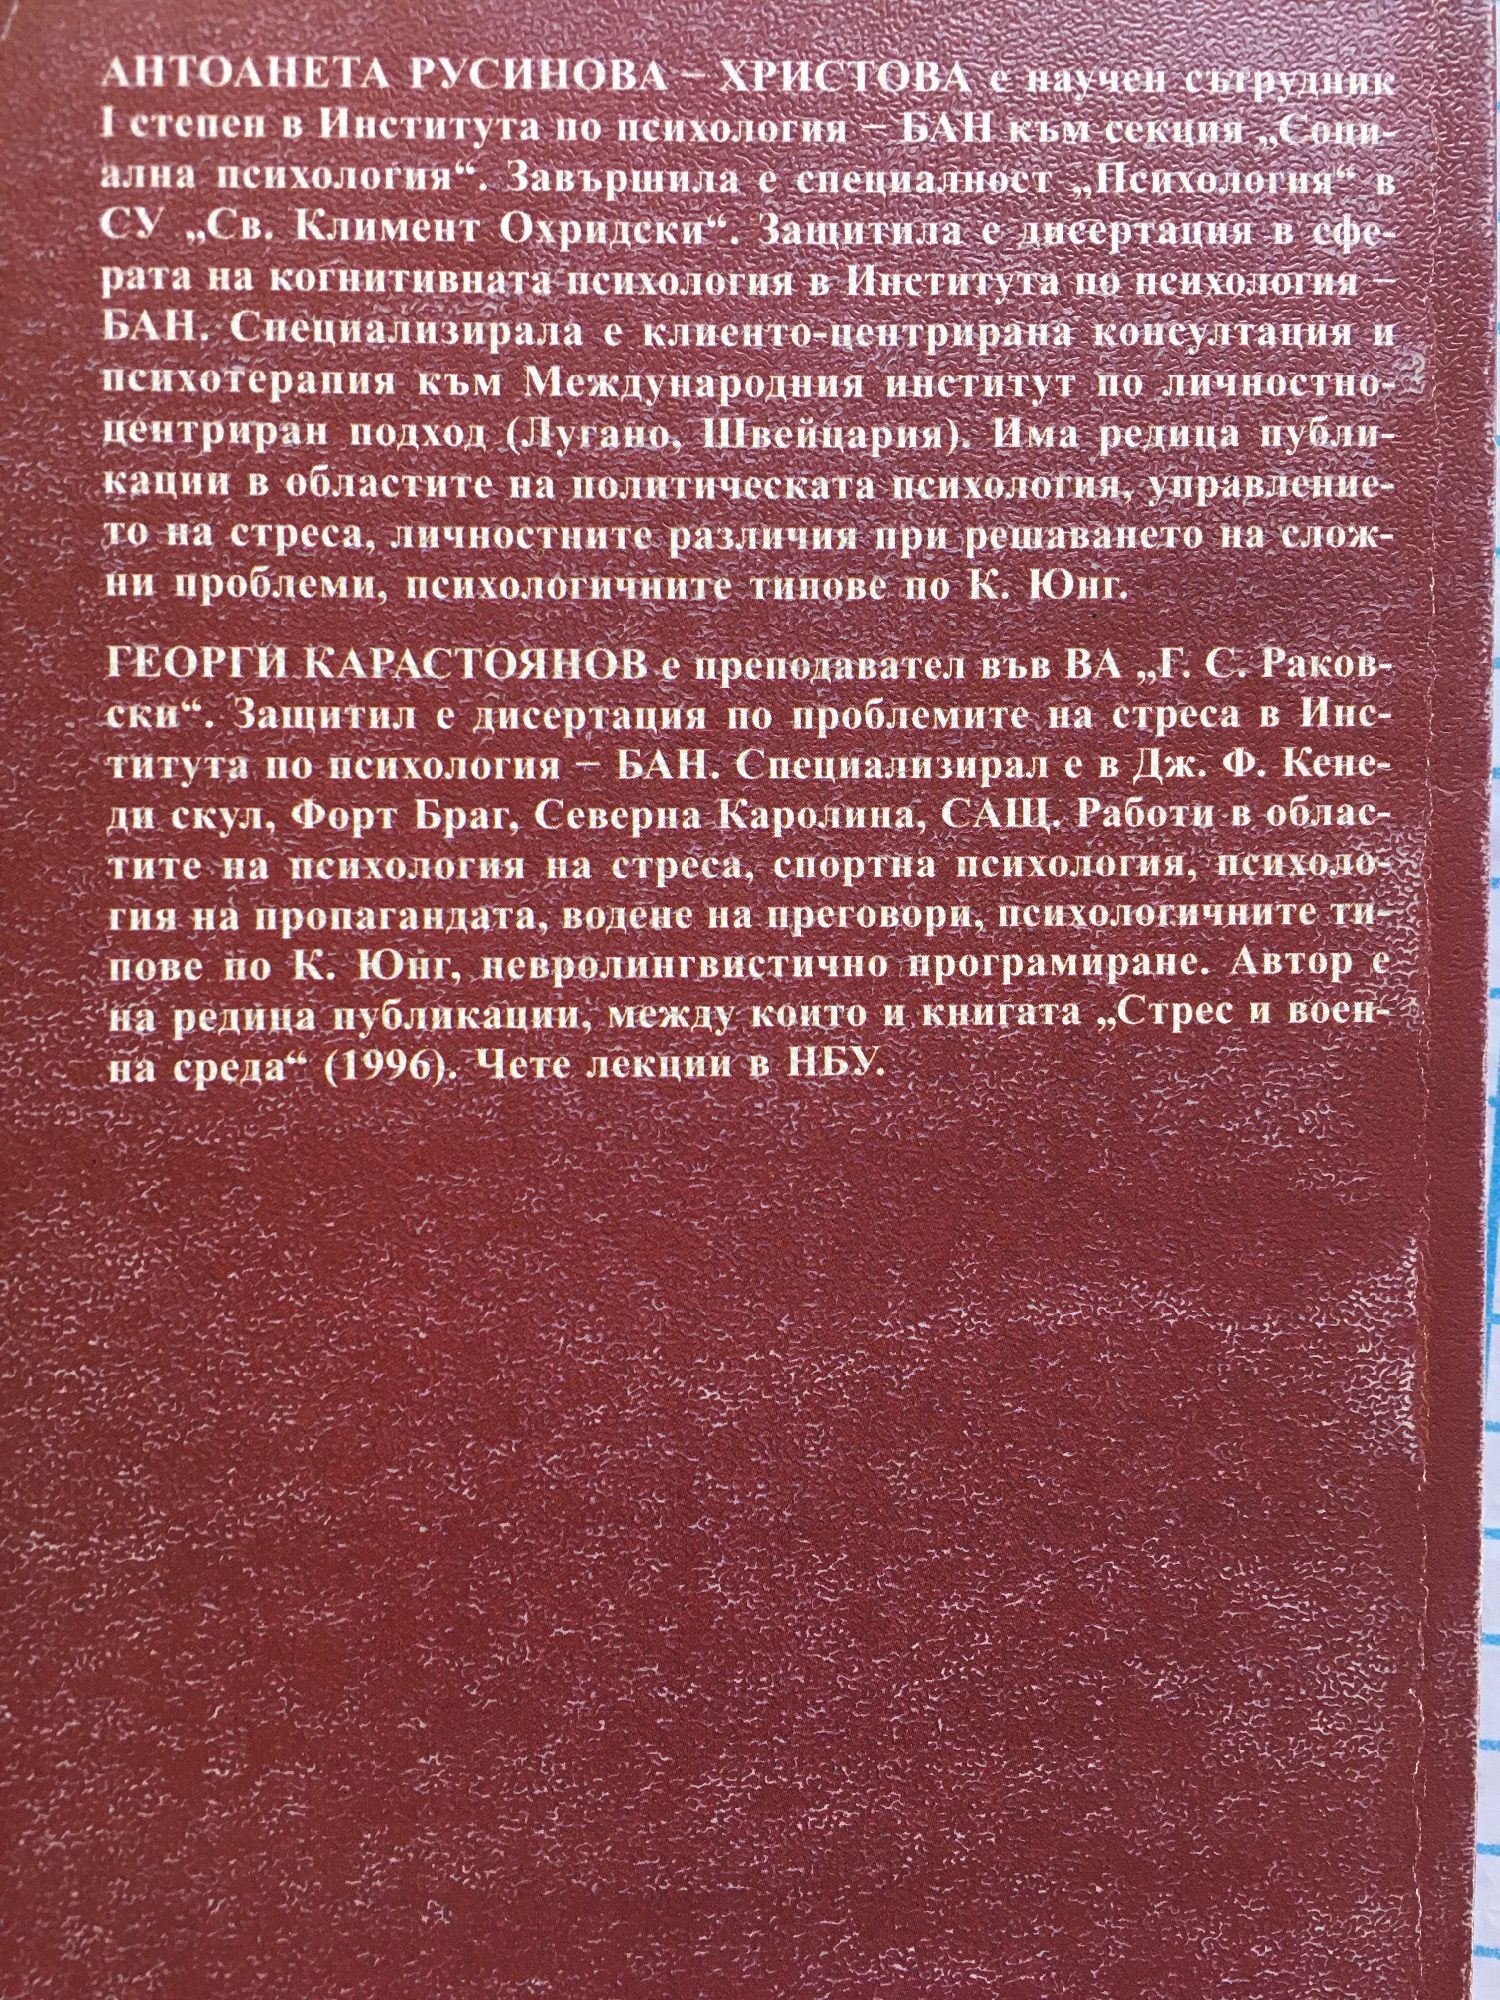 АНТОАНЕТА РУСИНОВА – ХРИСТОВА е научен сътрудник
I степен в Института по психология – БАН към секция „Соци-
ална психология“. Завършила е специалност „Психология“ в
СУ „Св. Климент Охридски“. Защитила е дисертация в сфе-
рата на когнитивната психология в Института по психология –
БАН. Специализирала е клиенто-центрирана консултация и
психотерапия към Международния институт по личностно-
центриран подход (Лугано, Швейцария). Има редица публи-
кации в областите на политическата психология, управление-
то на стреса, личностните различия при решаването на слож-
ни проблеми, психологичните типове по К. Юнг.
ГЕОРГИ КАРАСТОЯНОВ е преподавател във ВА „Г. С. Раков-
ски“. Защитил е дисертация по проблемите на стреса в Инс-
титута по психология – БАН. Специализирал е в Дж. Ф. Кене-
ди скул, Форт Браг, Северна Каролина, САЩ. Работи в облас-
тите на психология на стреса, спортна психология, психоло-
гия на пропагандата, водене на преговори, психологичните ти-
пове по К. Юнг, невролингвистично програмиране. Автор е
на редица публикации, между които и книгата „Стрес и воен-
на среда“ (1996). Чете лекции в НБУ.